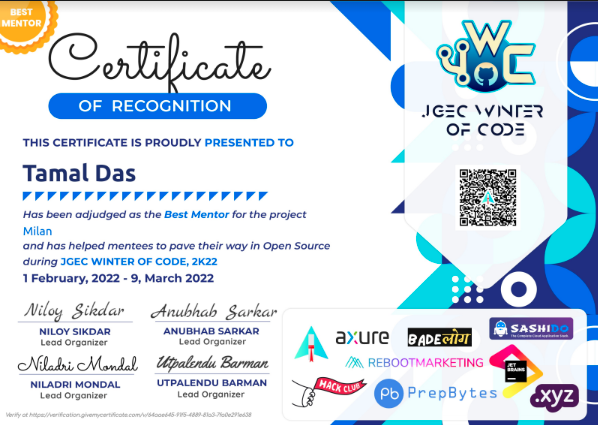 BEST
MENTOR
Certificate
OF RECOGNITION
THIS CERTIFICATE IS PROUDLY PRESENTED TO
Tamal Das
Has been adjudged as the Best Mentor for the project
Milan
and has helped mentees to pave their way in Open Source
during JGEC WINTER OF CODE, 2K22
1 February, 2022 - 9, March 2022
Niloy Sikdar
NILOY SIKDAR
Lead Organizer
Anubhab Sarkar
ANUBHAB SARKAR
Lead Organizer
Niladri Mondal
NILADRI MONDAL
Lead Organizer
Utpalendu Barman
UTPALENDU BARMAN
Lead Organizer
JWOC
JGEC WINTER
OF CODE
axure
BADEलोग
SASHIDO
REBOOTMARKETING
JET
BRAINS
HACK CLUB
Pb PrepBytes
.xyz